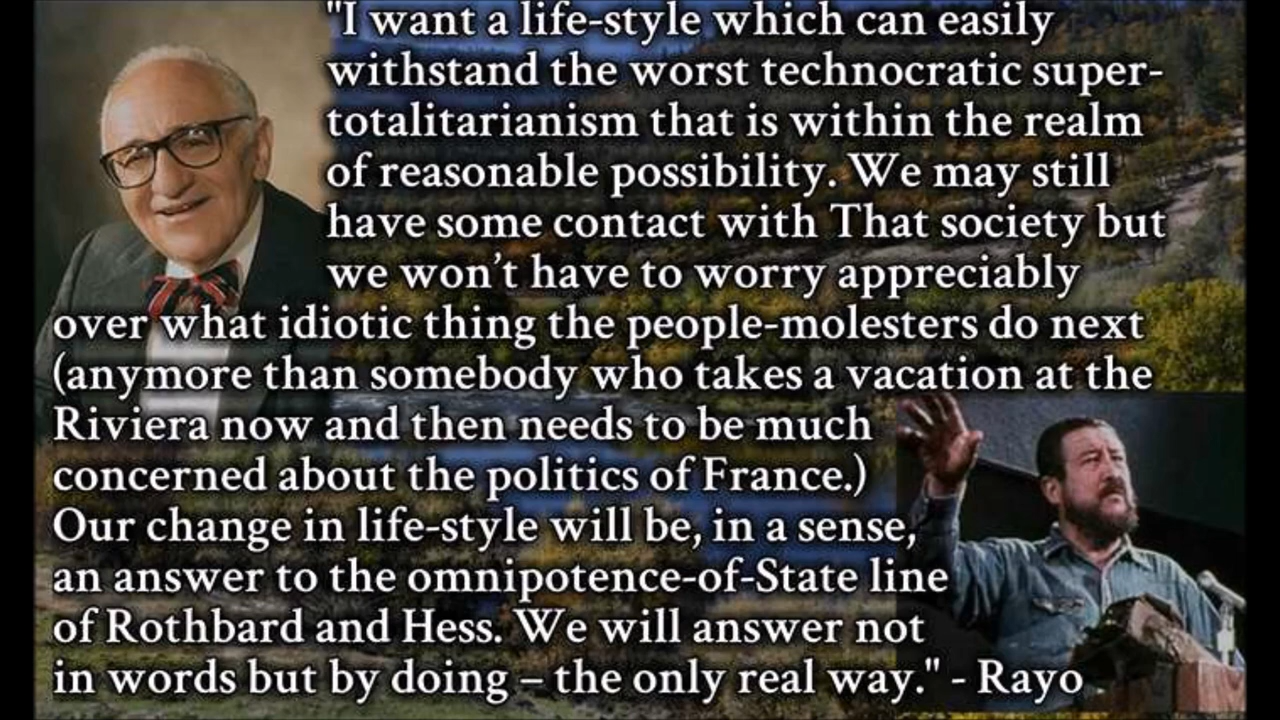 "I want a life-style which can easily
withstand the worst technocratic super-
totalitarianism that is within the realm
of reasonable possibility. We may still
have some contact with That society but
we won’t have to worry appreciably
over what idiotic thing the people-molesters do next
(anymore than somebody who takes a vacation at the
Riviera now and then needs to be much
concerned about the politics of France.)
Our change in life-style will be, in a sense,
an answer to the omnipotence-of-State line
of Rothbard and Hess. We will answer not
in words but by doing – the only real way." - Rayo